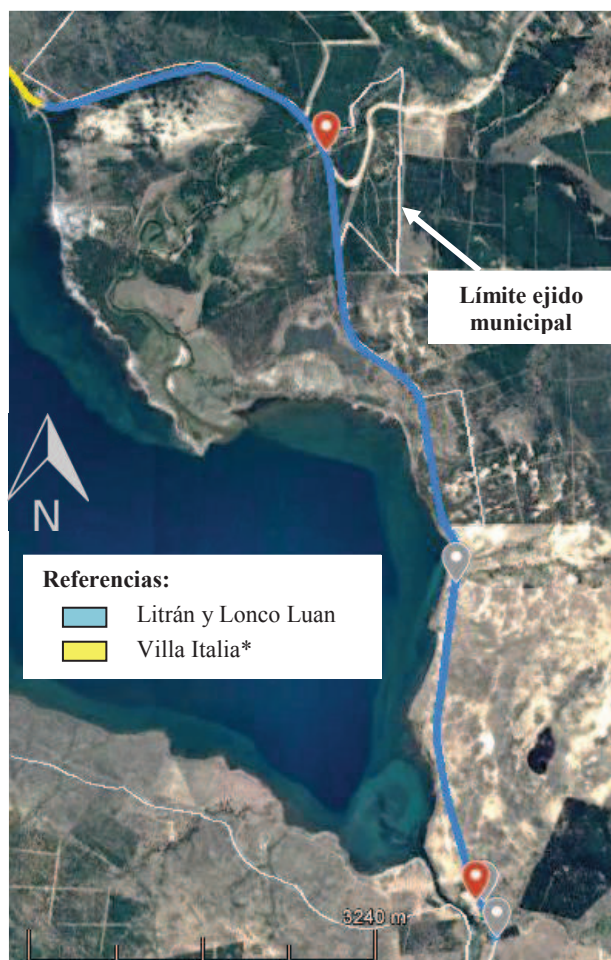 Límite ejido
municipal
N
Referencias:
Litrán y Lonco Luan
Villa Italia*
3240 m